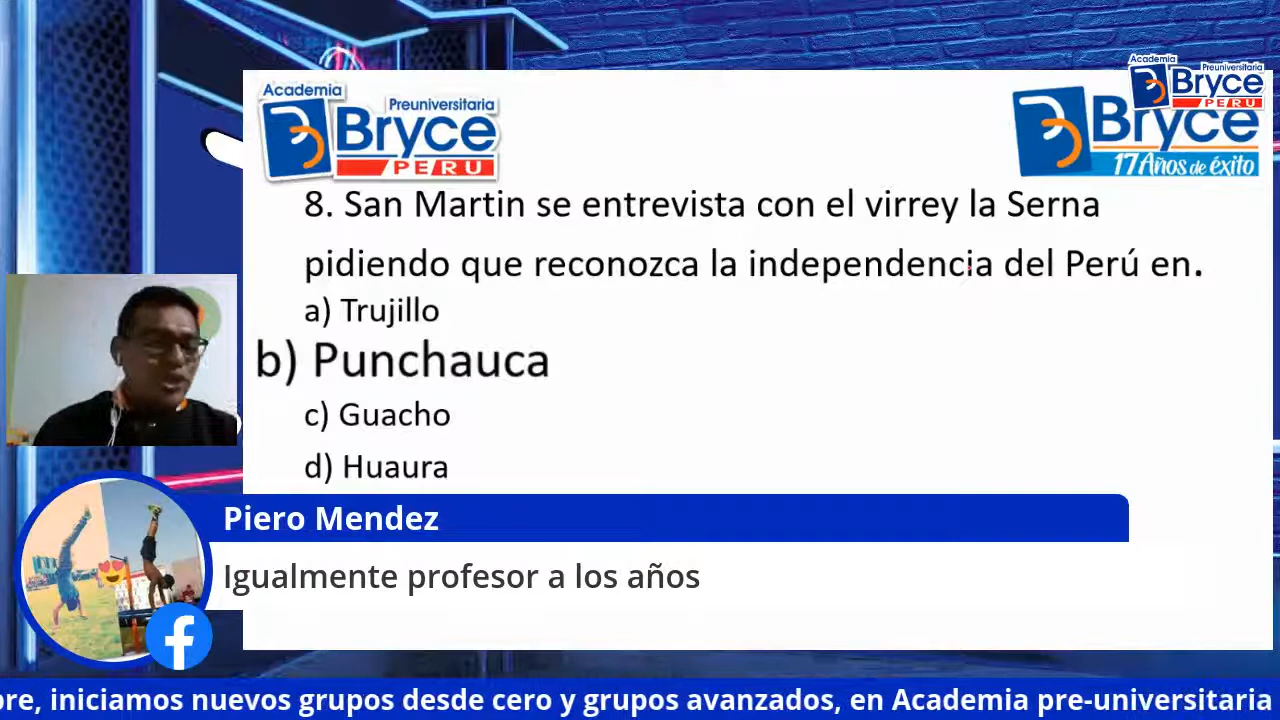 Academia
Preuniversitaria
Bryce
PERU
Academia
Preuniversitaria
Bryce
PERU
Bryce
17 Años de éxito
8. San Martin se entrevista con el virrey la Serna
pidiendo que reconozca la independencia del Perú en.
a) Trujillo
b) Punchauca
c) Guacho
d) Huaura
Piero Mendez
Igualmente profesor a los años
bre, iniciamos nuevos grupos desde cero y grupos avanzados, en Academia pre-universitaria